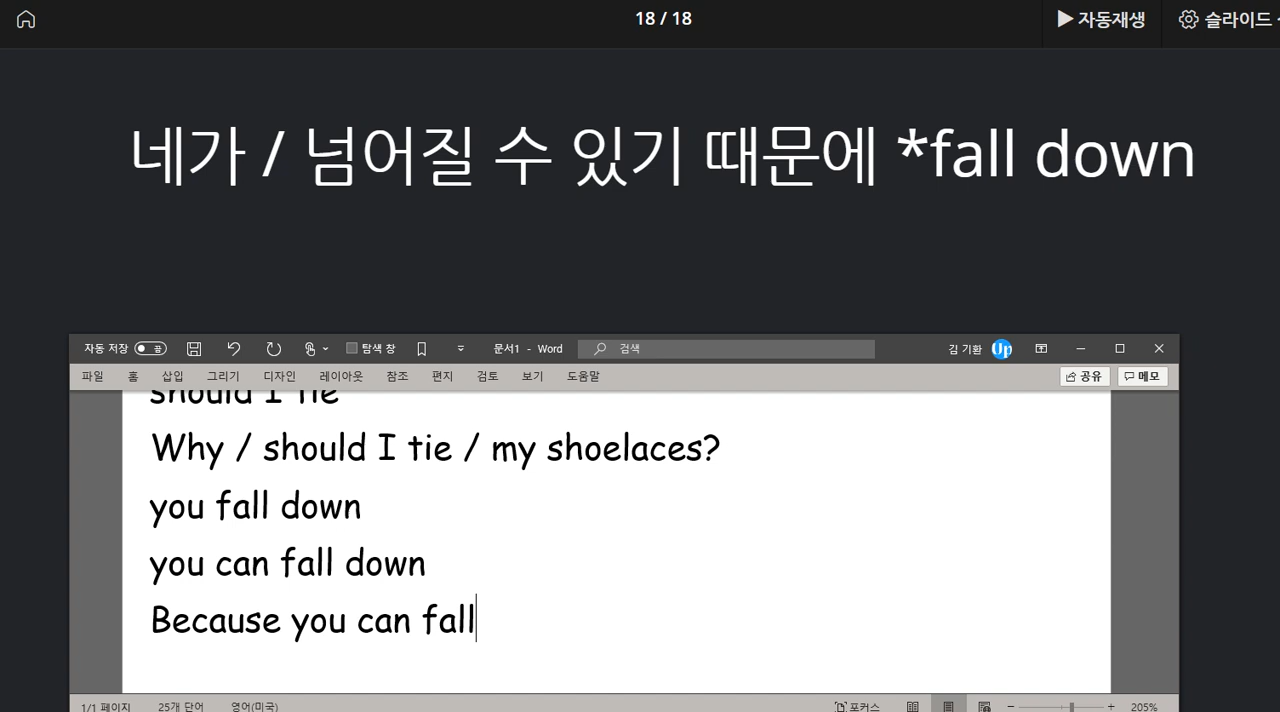 18 / 18
자동재생
슬라이드
네가 / 넘어질 수 있기 때문에 *fall down
자동 저장 끔 탐색 창 문서1 - Word 검색 김 기환 Up
파일 홈 삽입 그리기 디자인 레이아웃 참조 편지 검토 보기 도움말 공유 메모
should I tie
Why / should I tie / my shoelaces?
you fall down
you can fall down
Because you can fall
1/1 페이지 25개 단어 영어(미국) 포커스 205%